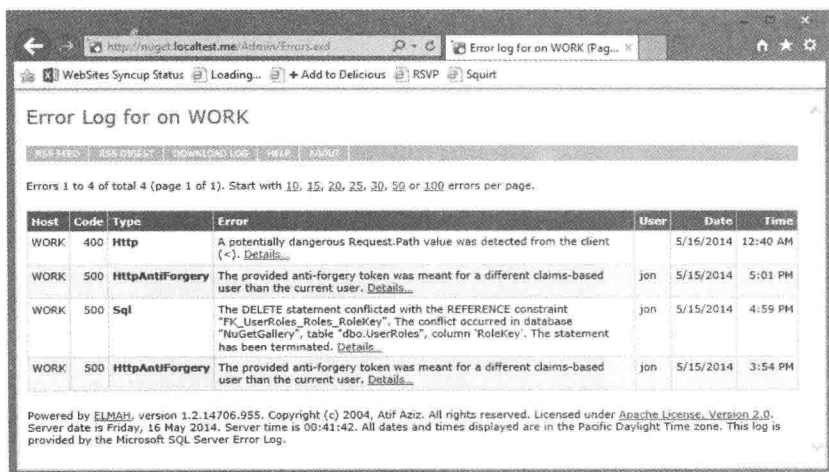 http://nuget.localtest.me/Admin/Errors.axd
Error log for on WORK (Pag...
WebSites Syncup Status Loading... + Add to Delicious RSVP Squirt
Error Log for on WORK
RSS FEED RSS DIGEST DOWNLOAD LOG HELP ABOUT
Errors 1 to 4 of total 4 (page 1 of 1). Start with 10, 15, 20, 25, 30, 50 or 100 errors per page.
Host Code Type Error User Date Time
WORK 400 Http A potentially dangerous Request.Path value was detected from the client 5/16/2014 12:40 AM
(<). Details...
WORK 500 HttpAntiForgery The provided anti-forgery token was meant for a different claims-based jon 5/15/2014 5:01 PM
user than the current user. Details...
WORK 500 Sql The DELETE statement conflicted with the REFERENCE constraint jon 5/15/2014 4:59 PM
"FK_UserRoles_Roles_RoleKey". The conflict occurred in database
"NuGetGallery", table "dbo.UserRoles", column 'RoleKey'. The statement
has been terminated. Details...
WORK 500 HttpAntiForgery The provided anti-forgery token was meant for a different claims-based jon 5/15/2014 3:54 PM
user than the current user. Details...
Powered by ELMAH, version 1.2.14706.955. Copyright (c) 2004, Atif Aziz. All rights reserved. Licensed under Apache License, Version 2.0.
Server date is Friday, 16 May 2014. Server time is 00:41:42. All dates and times displayed are in the Pacific Daylight Time zone. This log is
provided by the Microsoft SQL Server Error Log.